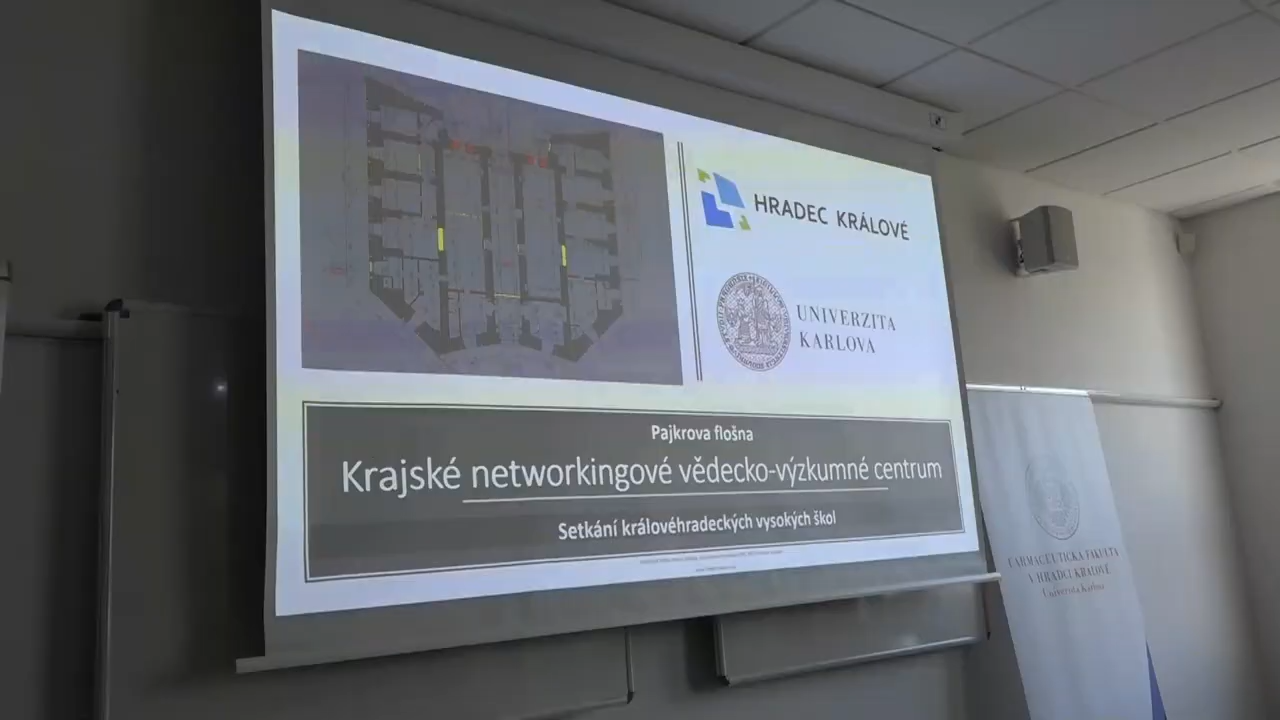 HRADEC KRÁLOVÉ
UNIVERZITA
KARLOVA
Pajkrova flošna
Krajské networkingové vědecko-výzkumné centrum
Setkání královéhradeckých vysokých škol
FARMACEUTICKÁ FAKULTA
V HRADCI KRÁLOVÉ
Univerzita Karlova